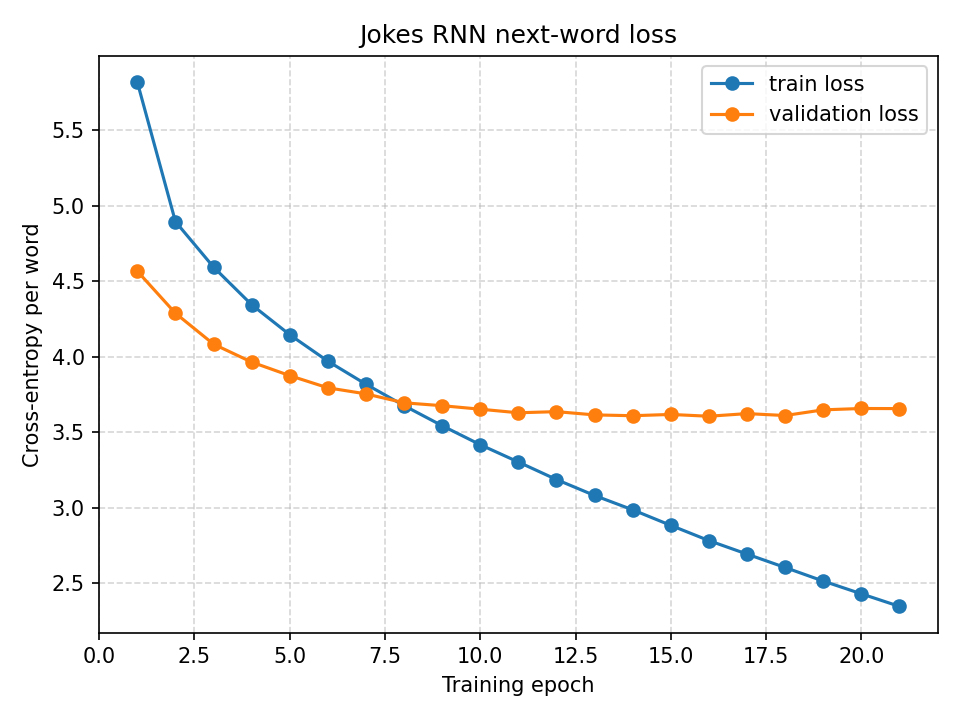 Jokes RNN next-word loss
train loss
validation loss
Cross-entropy per word
5.5
5.0
4.5
4.0
3.5
3.0
2.5
0.0 2.5 5.0 7.5 10.0 12.5 15.0 17.5 20.0
Training epoch